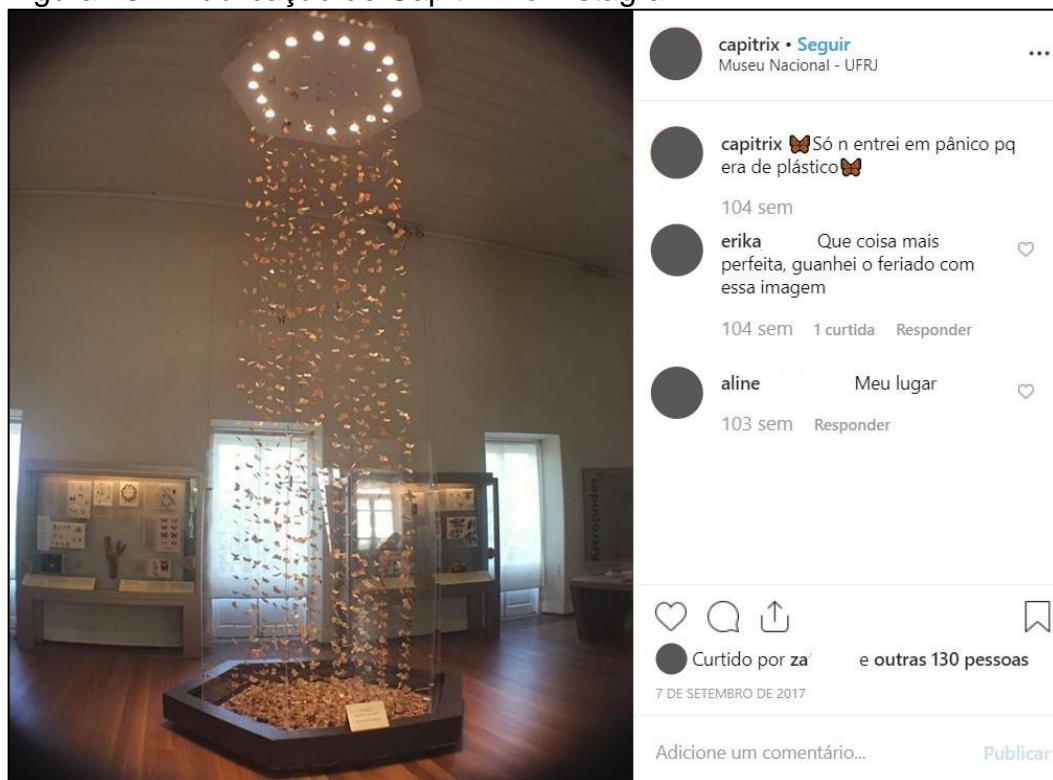 capitrix • Seguir
Museu Nacional - UFRJ
capitrix 🦋Só n entrei em pânico pq
era de plástico🦋
104 sem
erika Que coisa mais
perfeita, guanhei o feriado com
essa imagem
104 sem 1 curtida Responder
aline Meu lugar
103 sem Responder
Artrópodes
Curtido por za e outras 130 pessoas
7 DE SETEMBRO DE 2017
Adicione um comentário... Publicar